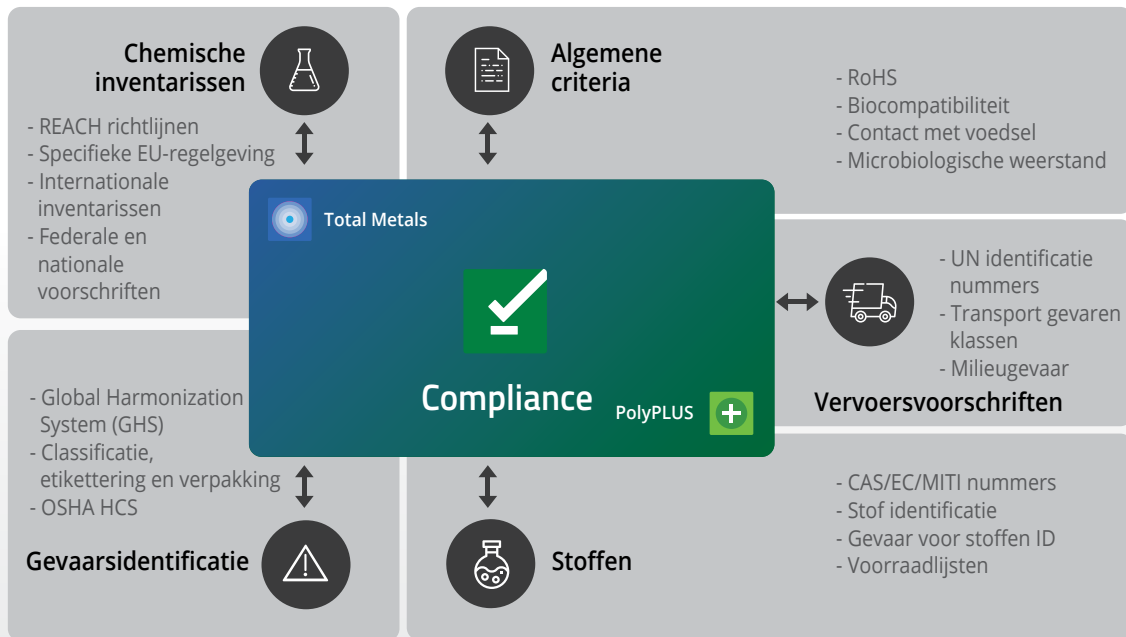 Chemische
inventarissen
- REACH richtlijnen
- Specifieke EU-regelgeving
- Internationale
inventarissen
- Federale en
nationale
voorschriften
Algemene
criteria
- RoHS
- Biocompatibiliteit
- Contact met voedsel
- Microbiologische weerstand
Total Metals
Compliance
PolyPLUS
- UN identificatie
nummers
- Transport gevaren
klassen
- Milieugevaar
Vervoersvoorschriften
- Global Harmonization
System (GHS)
- Classificatie,
etikettering en verpakking
- OSHA HCS
Gevaarsidentificatie
Stoffen
- CAS/EC/MITI nummers
- Stof identificatie
- Gevaar voor stoffen ID
- Voorraadlijsten